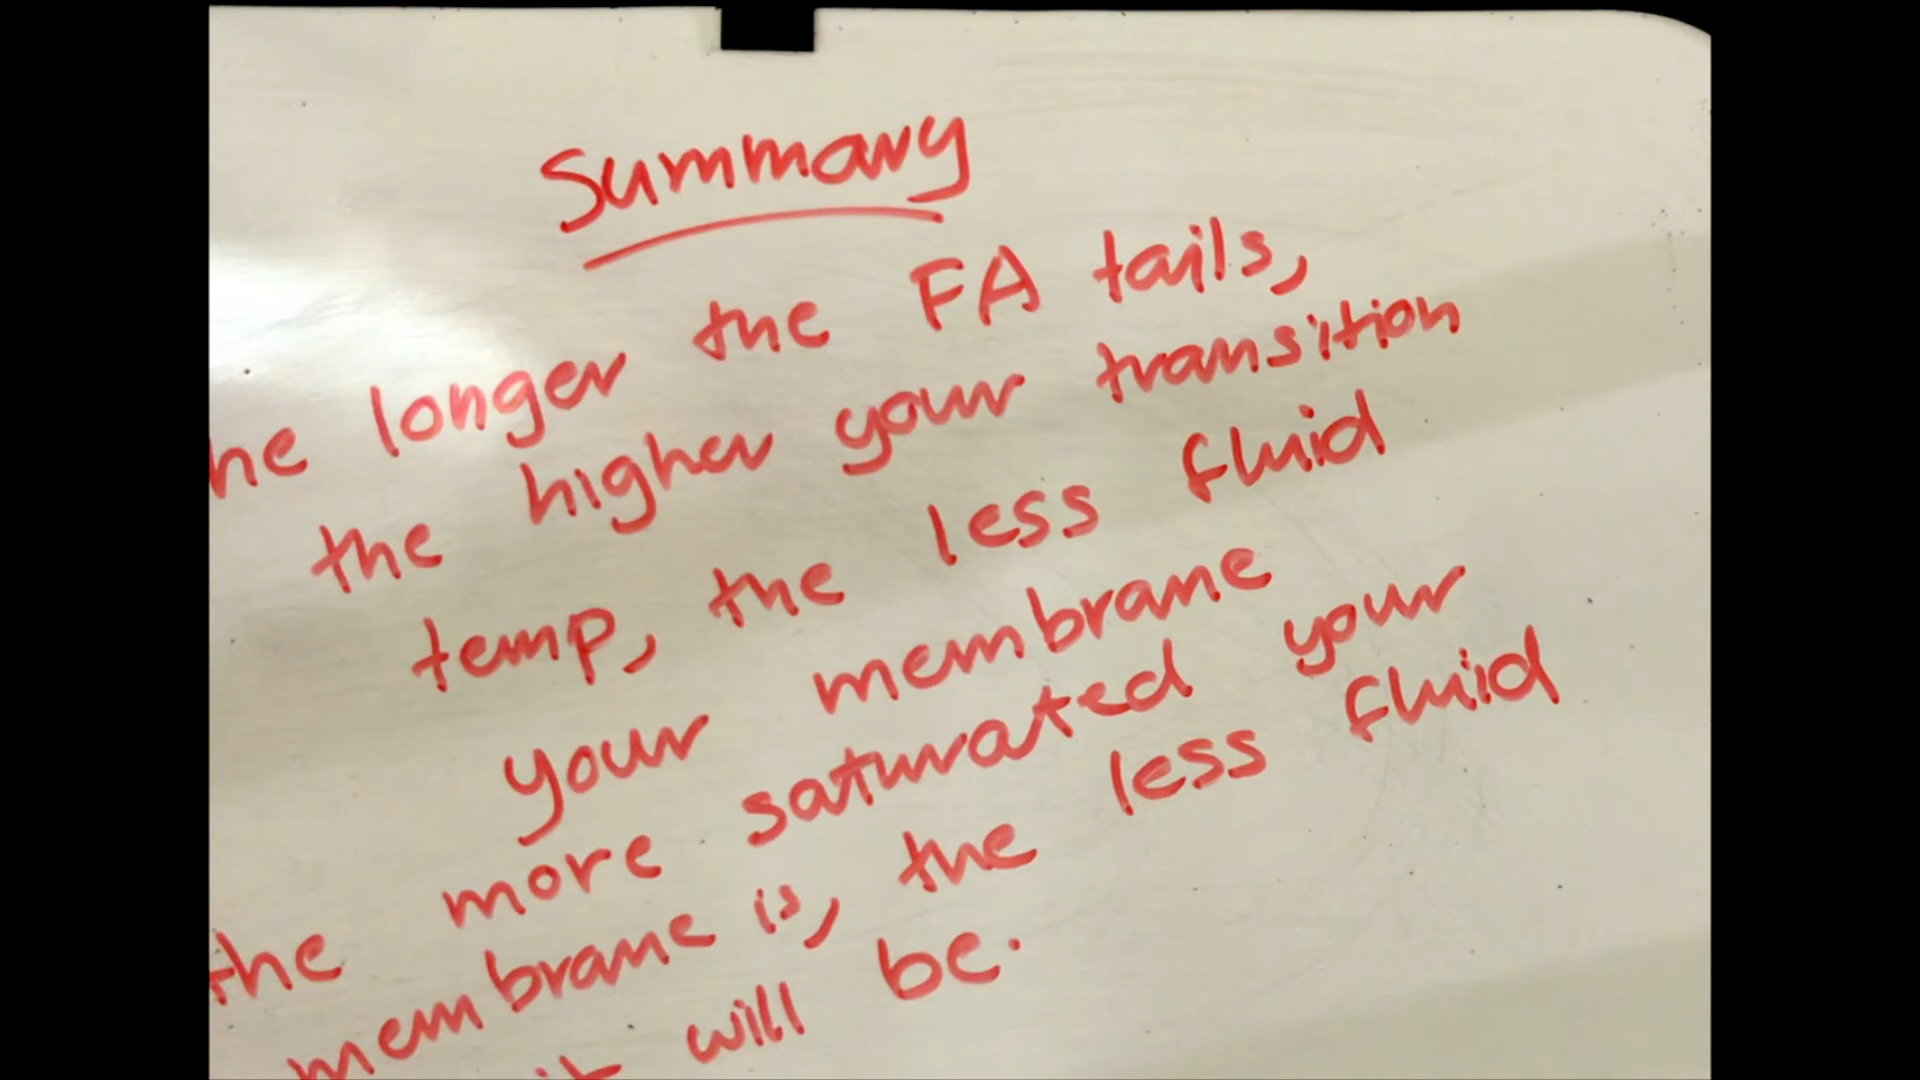 Summary
he longer the FA tails,
the higher your transition
temp, the less fluid
your membrane
the more saturated your
membrane is, the less fluid
it will be.